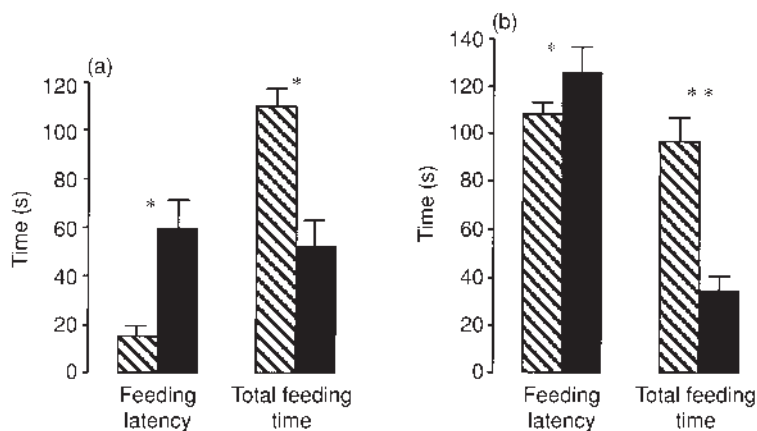 (a)
120
100
80
60
40
20
0
Time (s)
*
*
Feeding
latency
Total feeding
time
(b)
140
120
100
80
60
40
20
0
Time (s)
*
* *
Feeding
latency
Total feeding
time